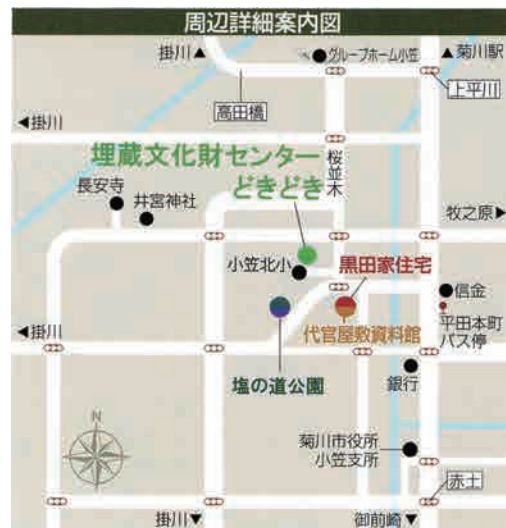 周辺詳細案内図
掛川▲
グループホーム小笠
▲菊川駅
高田橋
上平川
◀掛川
桜並木
埋蔵文化財センター
どきどき
長安寺
井宮神社
牧之原▶
小笠北小
黒田家住宅
信金
代官屋敷資料館
平田本町
バス停
◀掛川
塩の道公園
銀行
N
菊川市役所
小笠支所
赤土
掛川▼
御前崎▼